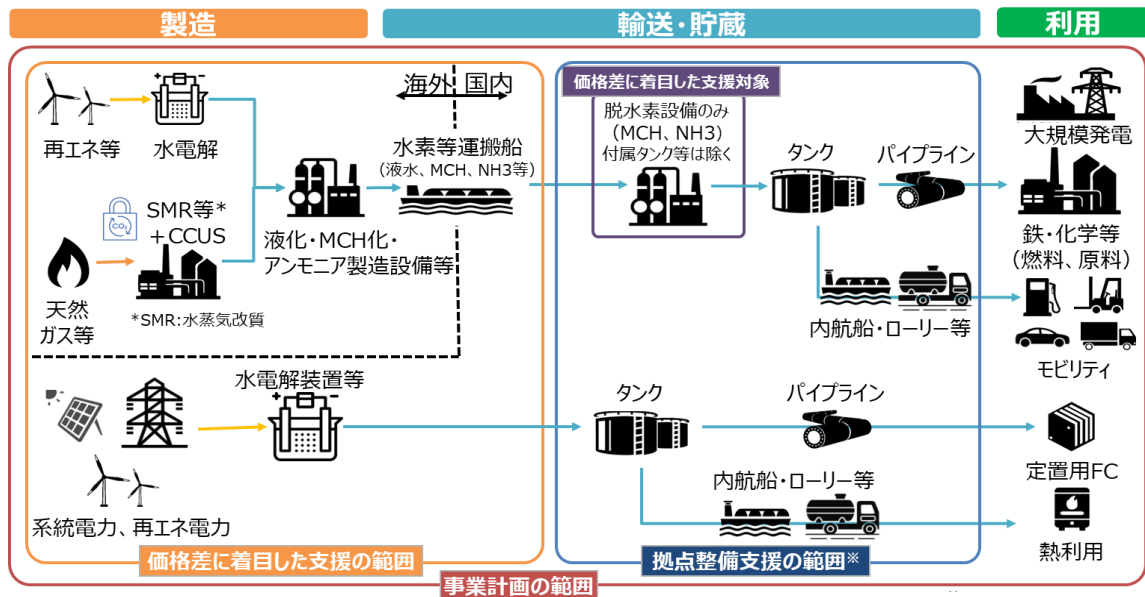 製造
輸送・貯蔵
利用
海外
国内
再エネ等
水電解
水素等運搬船
(液水、MCH、NH3等)
SMR等*
+CCUS
CO2
天然
ガス等
*SMR:水蒸気改質
液化・MCH化・
アンモニア製造設備等
価格差に着目した支援対象
脱水素設備のみ
(MCH、NH3)
付属タンク等は除く
タンク
パイプライン
内航船・ローリー等
大規模発電
鉄・化学等
(燃料、原料)
モビリティ
水電解装置等
系統電力、再エネ電力
タンク
パイプライン
内航船・ローリー等
定置用FC
熱利用
価格差に着目した支援の範囲
拠点整備支援の範囲※
事業計画の範囲